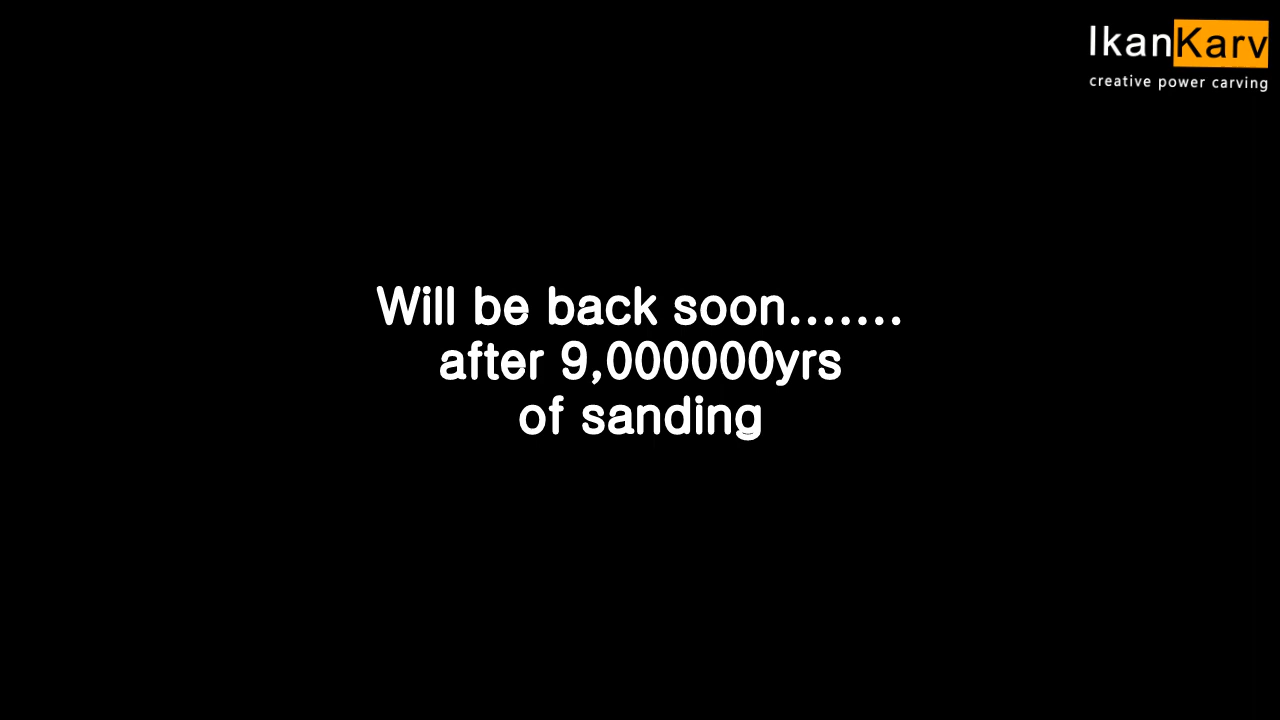 IkanKarv
creative power carving
Will be back soon.......
after 9,000000yrs
of sanding